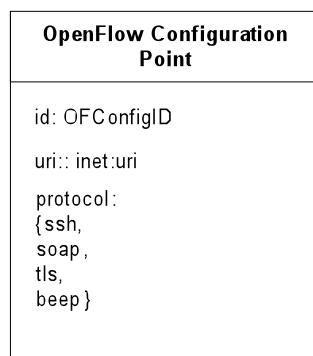 OpenFlow Configuration
Point
id: OFConfigID
uri:: inet:uri
protocol:
{ssh,
soap,
tls,
beep}